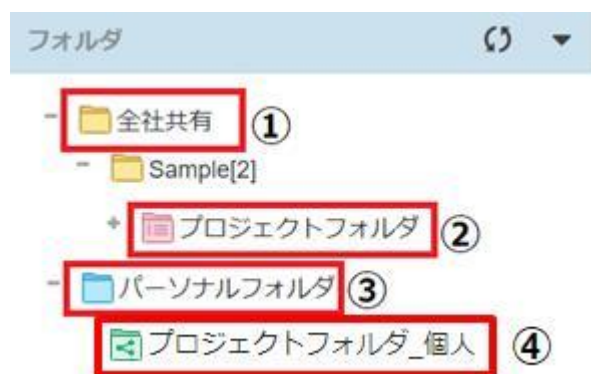 フォルダ
全社共有 ①
Sample[2]
プロジェクトフォルダ ②
パーソナルフォルダ ③
プロジェクトフォルダ_個人 ④